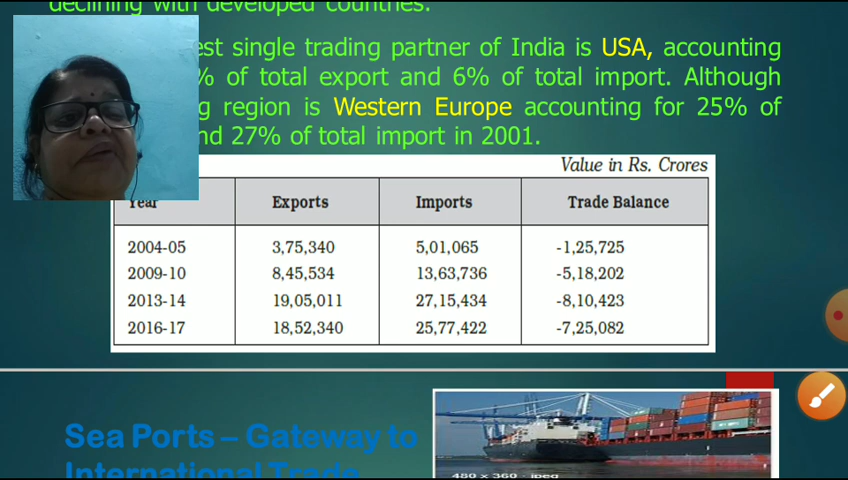 declining with developed countries.
est single trading partner of India is USA, accounting
% of total export and 6% of total import. Although
g region is Western Europe accounting for 25% of
nd 27% of total import in 2001.
Value in Rs. Crores
Year Exports Imports Trade Balance
2004-05 3,75,340 5,01,065 -1,25,725
2009-10 8,45,534 13,63,736 -5,18,202
2013-14 19,05,011 27,15,434 -8,10,423
2016-17 18,52,340 25,77,422 -7,25,082
Sea Ports – Gateway to
International Trade
480 x 360 - jpeg